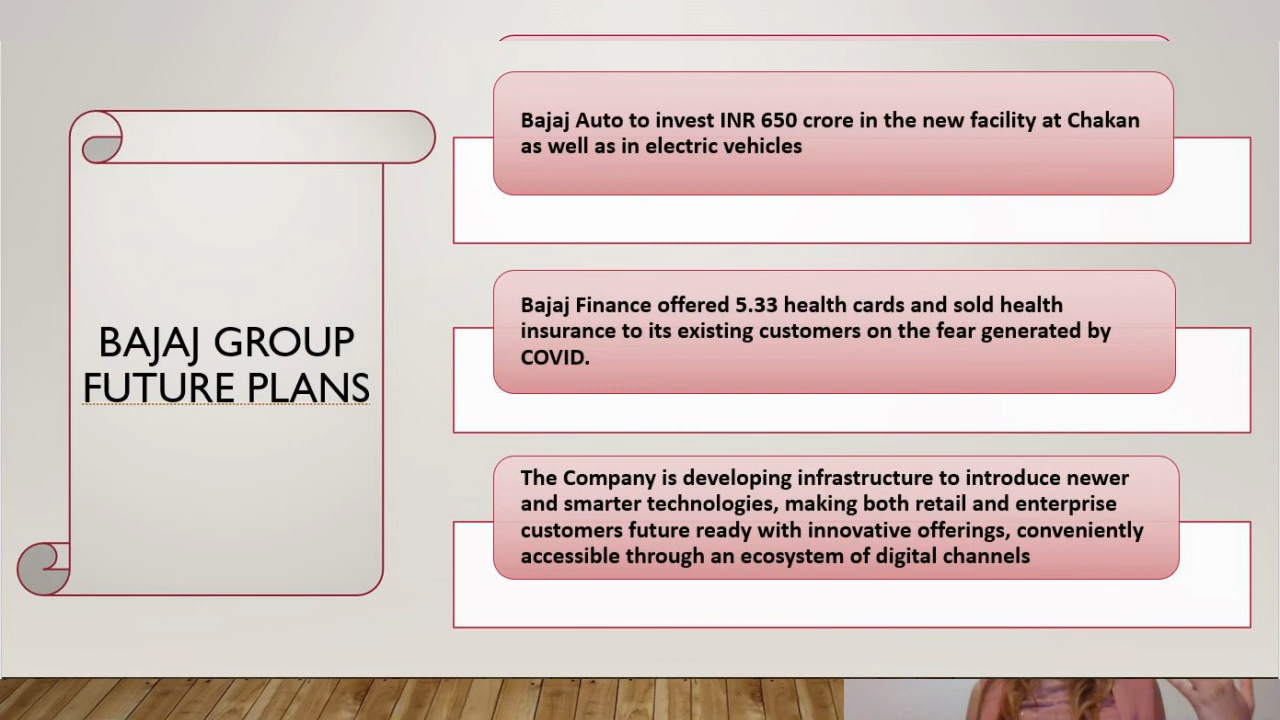 BAJAJ GROUP
FUTURE PLANS
Bajaj Auto to invest INR 650 crore in the new facility at Chakan
as well as in electric vehicles
Bajaj Finance offered 5.33 health cards and sold health
insurance to its existing customers on the fear generated by
COVID.
The Company is developing infrastructure to introduce newer
and smarter technologies, making both retail and enterprise
customers future ready with innovative offerings, conveniently
accessible through an ecosystem of digital channels